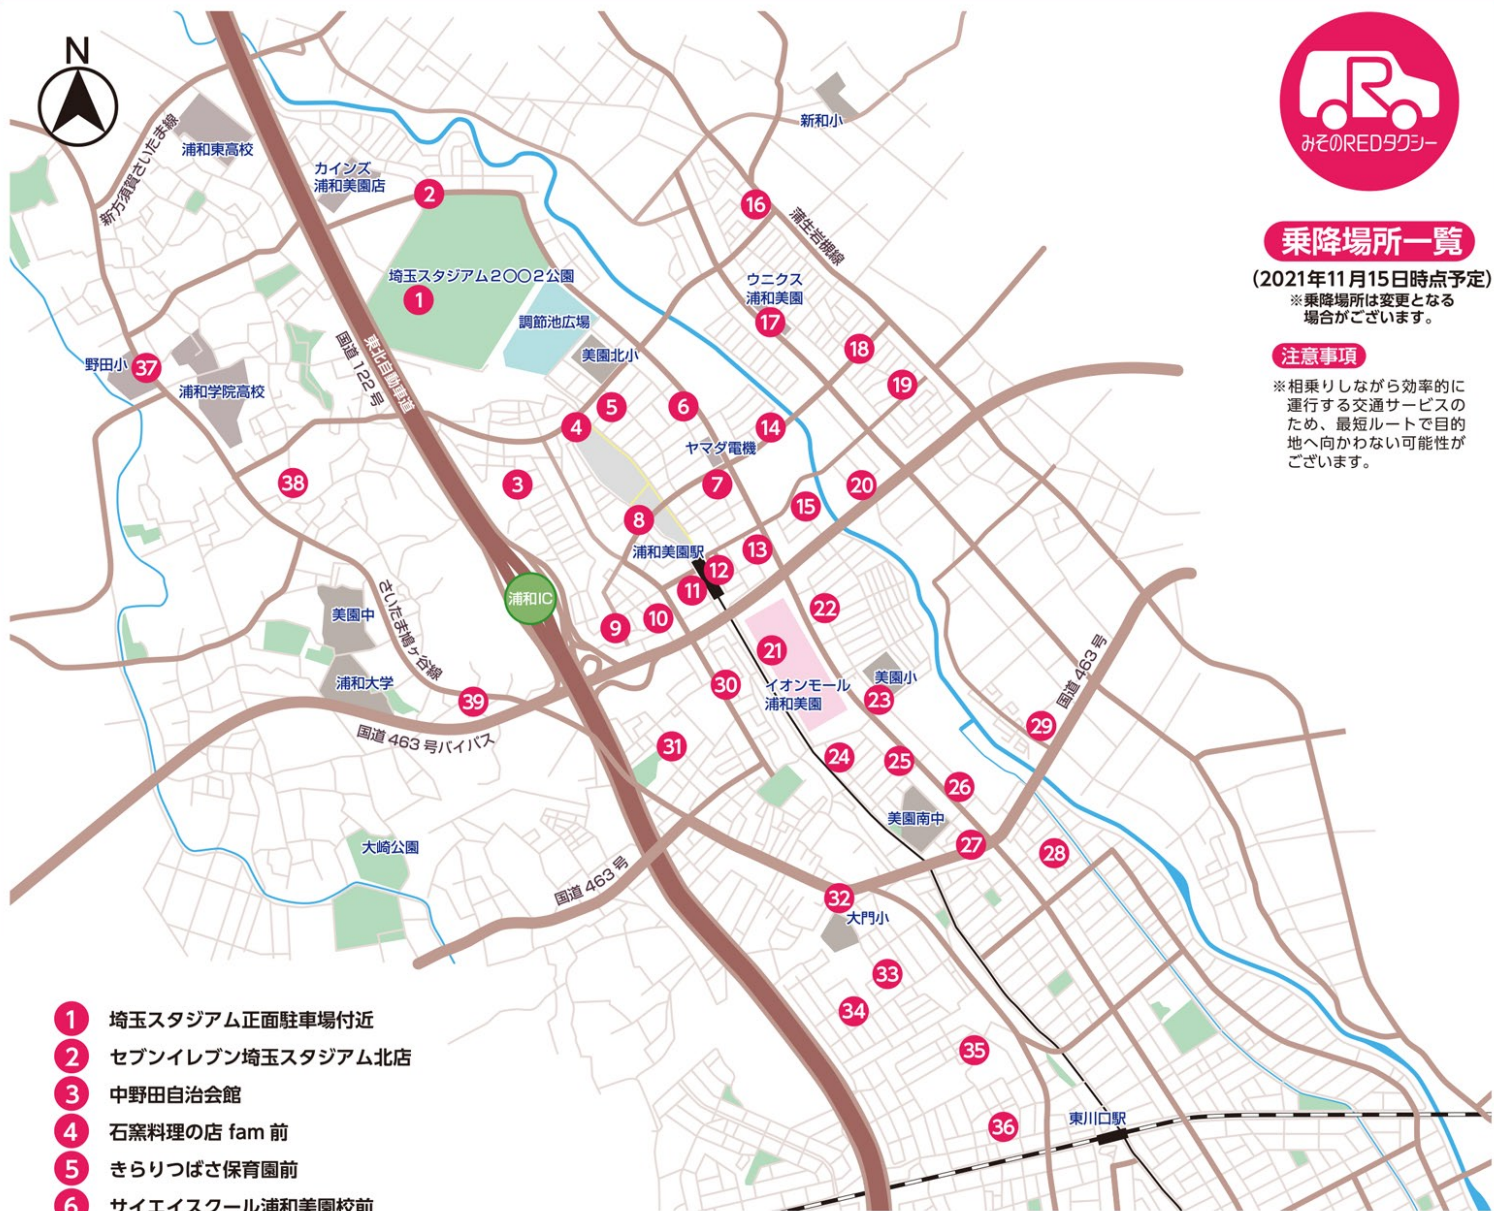 N
みそのREDタクシー
乗降場所一覧
(2021年11月15日時点予定)
※乗降場所は変更となる
場合がございます。
注意事項
※相乗りしながら効率的に
運行する交通サービスの
ため、最短ルートで目的
地へ向かわない可能性が
ございます。
新和小
浦和東高校
新方須賀さいたま線
カインズ
浦和美園店
2
16
蒲生岩槻線
埼玉スタジアム2〇〇2公園
1
ウニクス
浦和美園
17
調節池広場
美園北小
18
19
国道122号
東北自動車道
野田小
37
浦和学院高校
5
6
4
14
ヤマダ電機
38
3
7
20
15
8
浦和美園駅
13
12
11
浦和IC
美園中
さいたま鳩ヶ谷線
9
10
22
21
浦和大学
30
イオンモール
浦和美園
美園小
23
国道463号
39
29
国道463号バイパス
31
24
25
26
美園南中
大崎公園
27
28
国道463号
32
大門小
33
34
35
36
東川口駅
1 埼玉スタジアム正面駐車場付近
2 セブンイレブン埼玉スタジアム北店
3 中野田自治会館
4 石窯料理の店 fam 前
5 きらりつばさ保育園前
6 サイエイスクール浦和美園校前